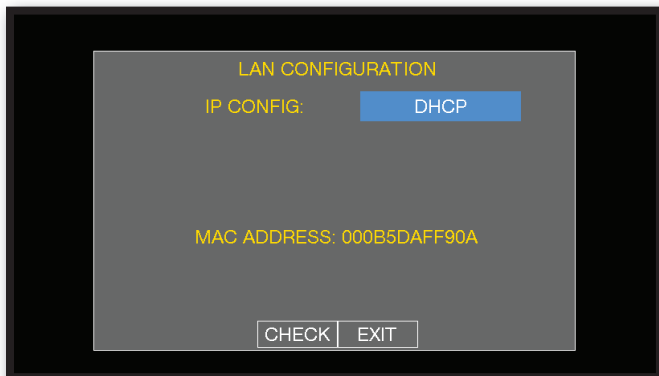 LAN CONFIGURATION
IP CONFIG: DHCP
MAC ADDRESS: 000B5DAFF90A
CHECK EXIT